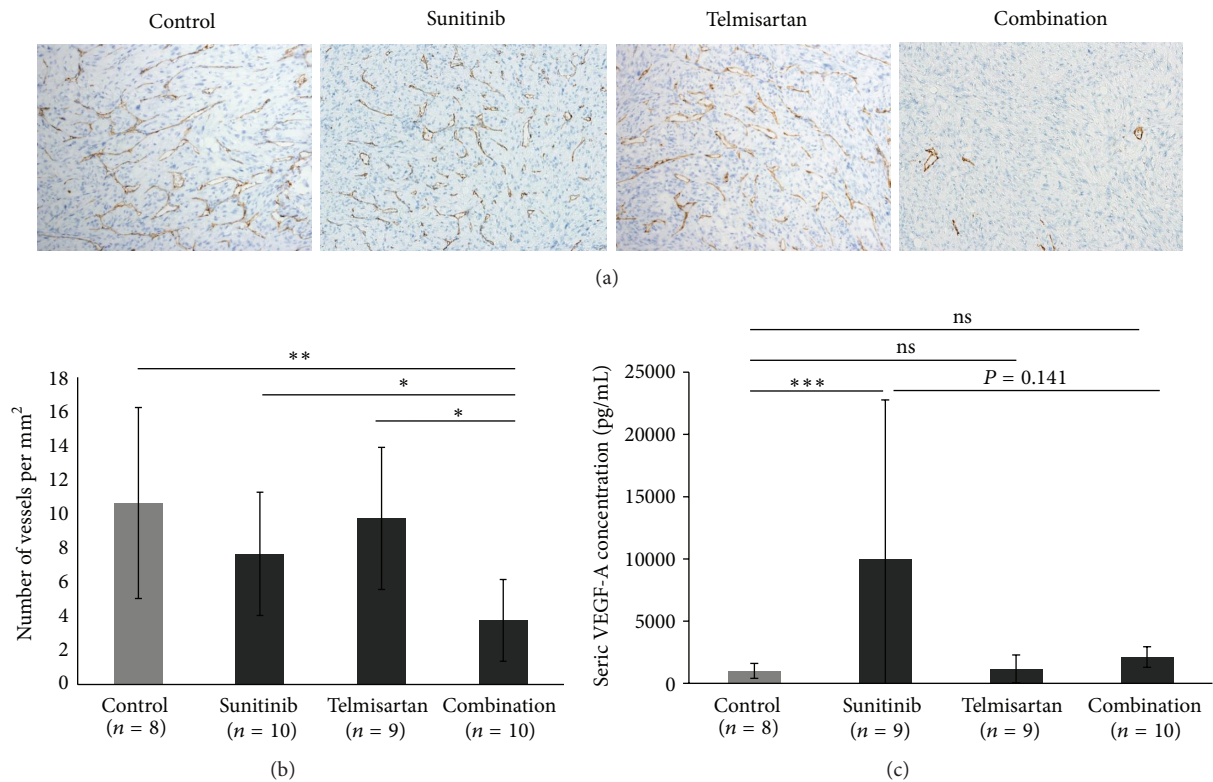 Control
Sunitinib
Telmisartan
Combination
(a)
**
*
*
18
16
14
12
10
8
6
4
2
0
Number of vessels per mm²
Control
(n = 8)
Sunitinib
(n = 10)
Telmisartan
(n = 9)
Combination
(n = 10)
(b)
ns
ns
***
P = 0.141
25000
20000
15000
10000
5000
0
Seric VEGF-A concentration (pg/mL)
Control
(n = 8)
Sunitinib
(n = 9)
Telmisartan
(n = 9)
Combination
(n = 10)
(c)